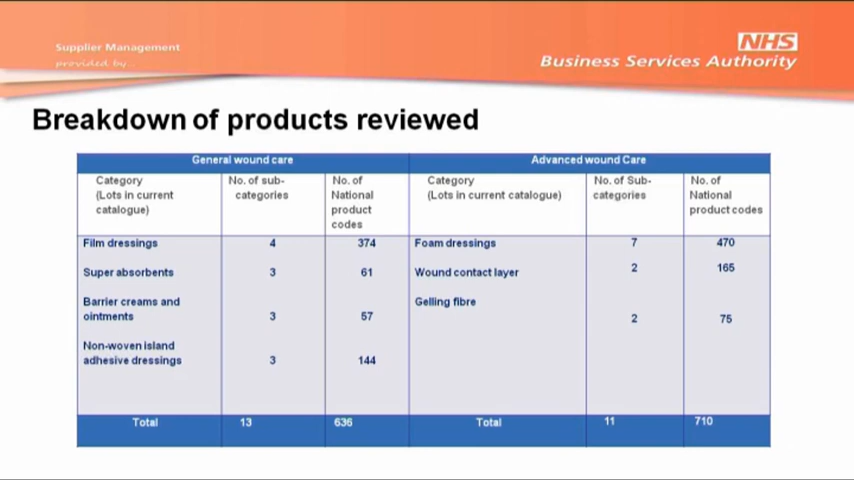 Supplier Management
provided by...
NHS
Business Services Authority
Breakdown of products reviewed
General wound care
Advanced wound Care
Category
(Lots in current
catalogue)
No. of sub-
categories
No. of
National
product
codes
Category
(Lots in current catalogue)
No. of Sub-
categories
No. of
National
product codes
Film dressings 4 374
Super absorbents 3 61
Barrier creams and
ointments 3 57
Non-woven island
adhesive dressings 3 144
Foam dressings 7 470
Wound contact layer 2 165
Gelling fibre
2 75
Total 13 636
Total 11 710